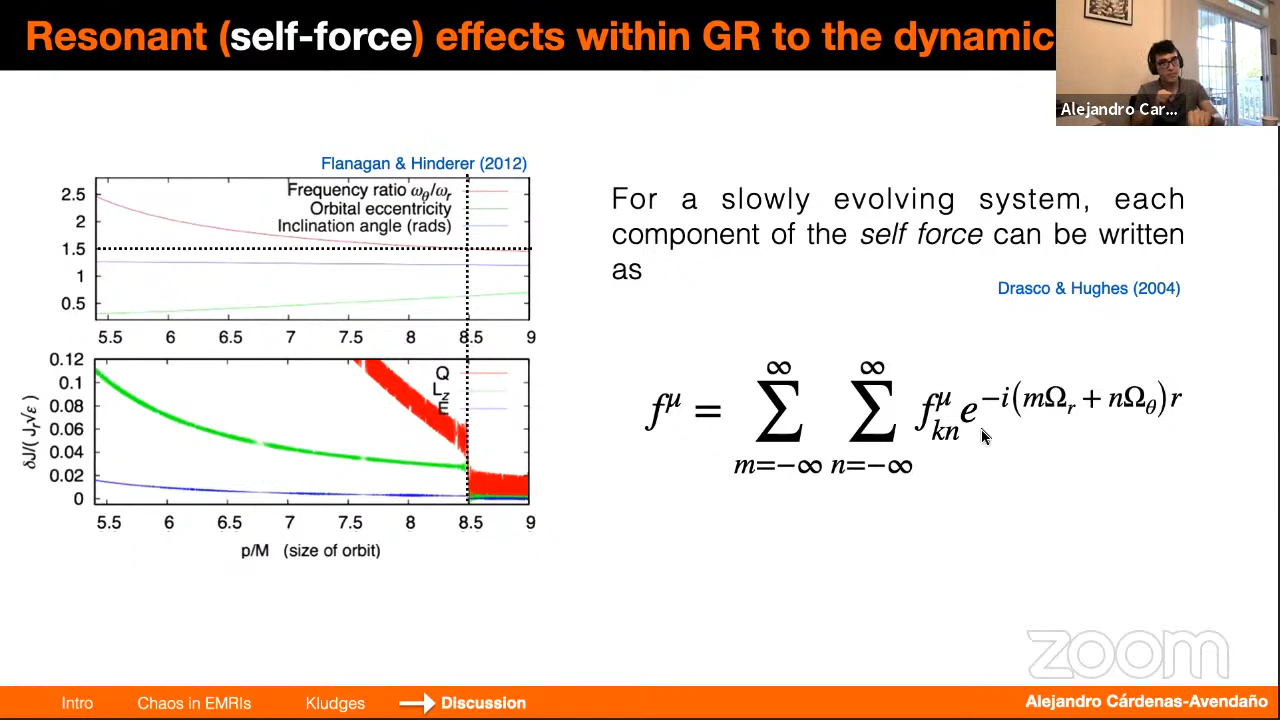 Resonant (self-force) effects within GR to the dynamic
Alejandro Car...
Flanagan & Hinderer (2012)
Frequency ratio ω_θ/ω_r
Orbital eccentricity
Inclination angle (rads)
2.5
2
1.5
1
0.5
5.5 6 6.5 7 7.5 8 8.5 9
Q
L_z
E
0.12
0.1
0.08
0.06
0.04
0.02
0
δJ/( J_r√ε )
5.5 6 6.5 7 7.5 8 8.5 9
p/M (size of orbit)
For a slowly evolving system, each
component of the self force can be written
as
Drasco & Hughes (2004)
f^μ = ∑_{m=−∞}^{∞} ∑_{n=−∞}^{∞} f^μ_{kn} e^{−i(mΩ_r + nΩ_θ)r}
zoom
Intro Chaos in EMRIs Kludges Discussion Alejandro Cárdenas-Avendaño